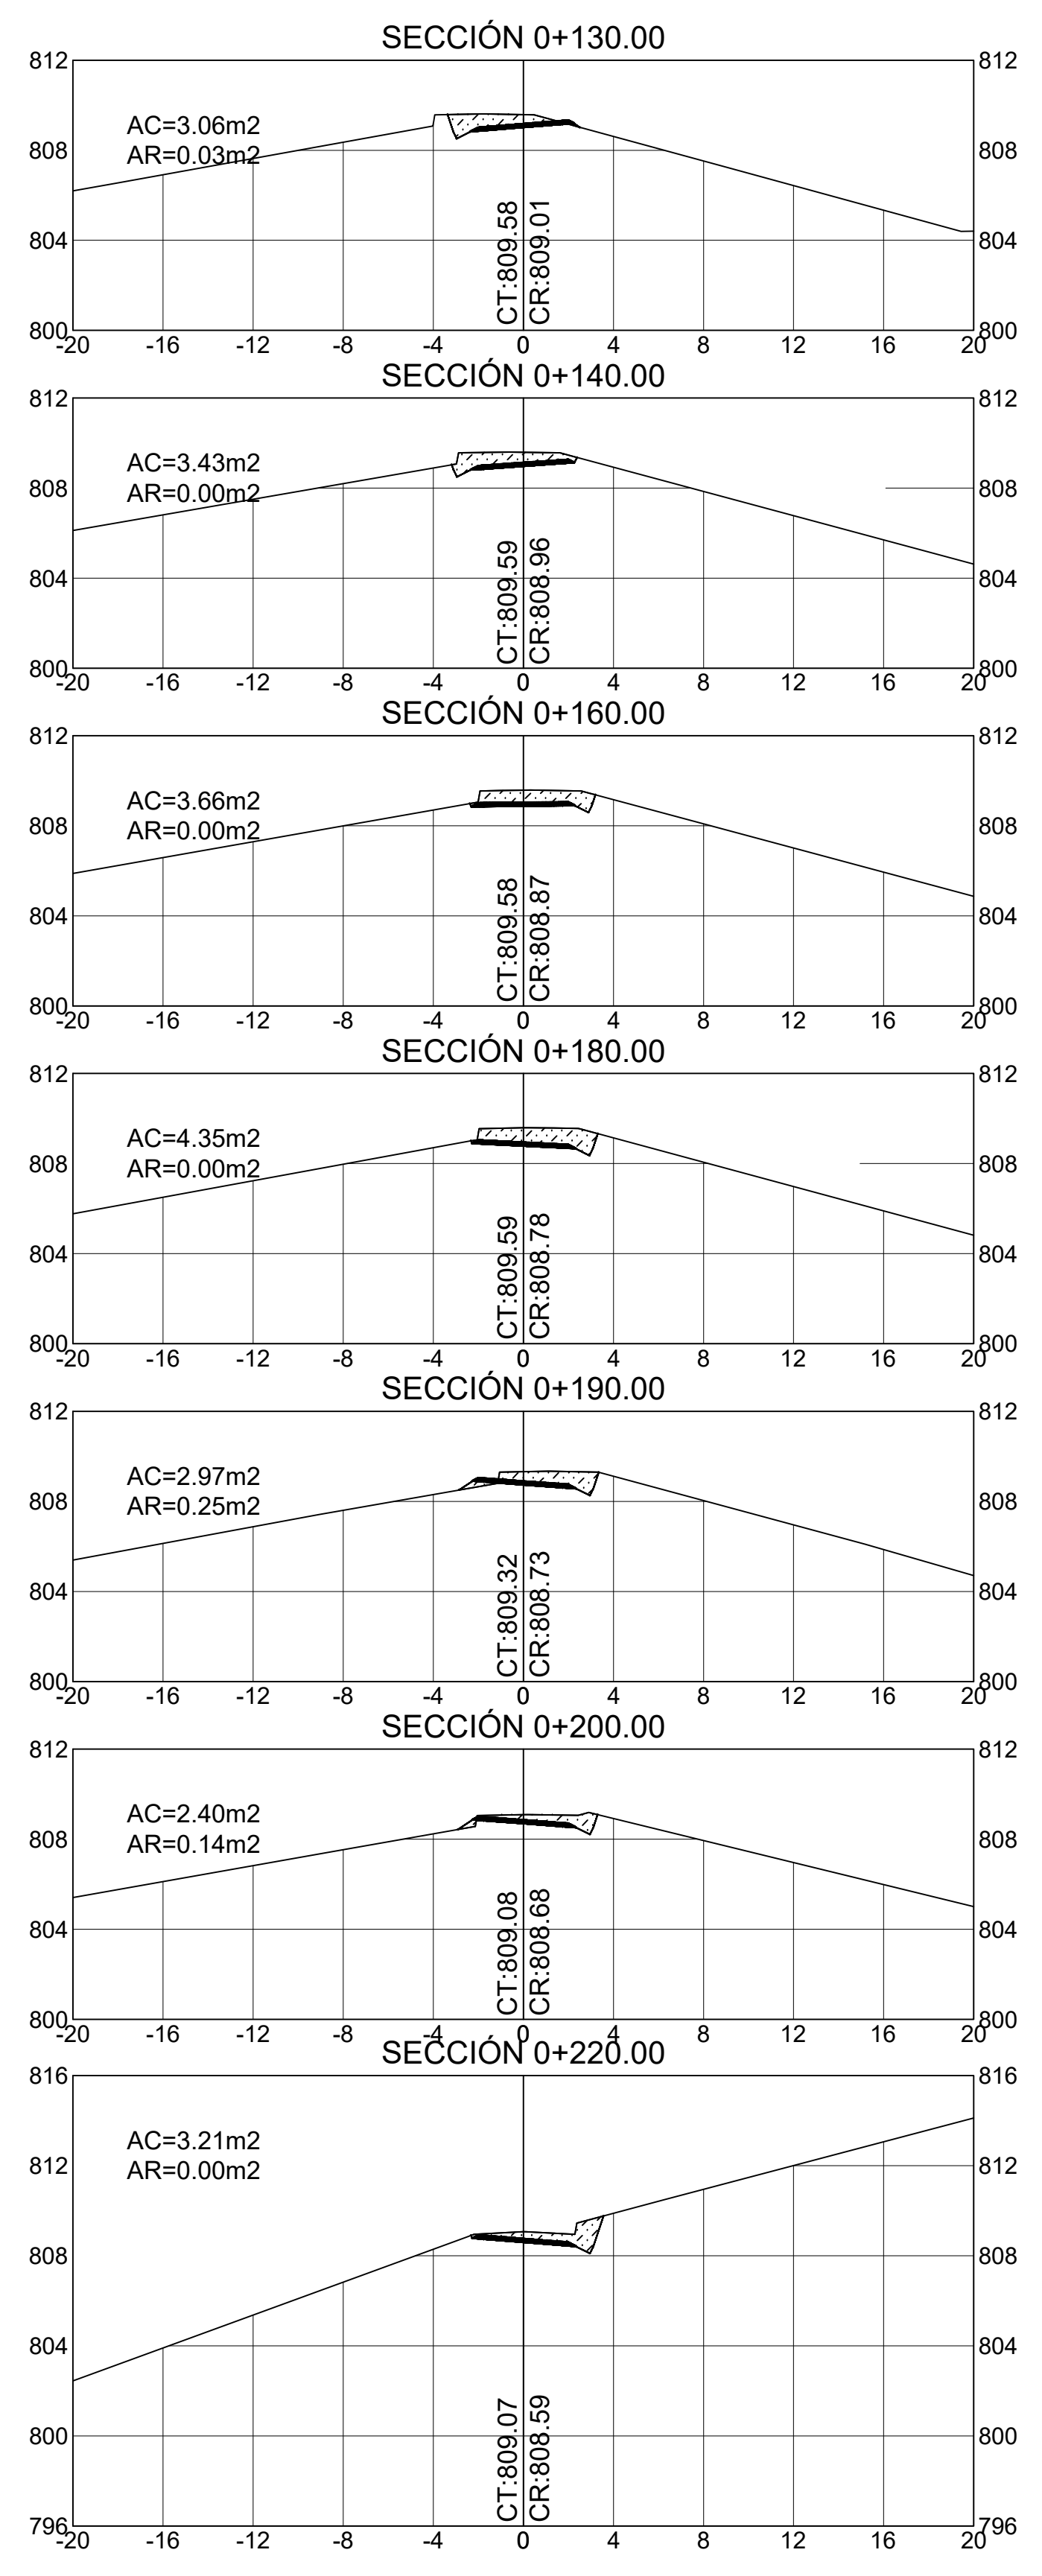 SECCIÓN 0+130.00
812 812
AC=3.06m2
AR=0.03m2
808 808
804 804
CT:809.58
CR:809.01
800 800
-20 -16 -12 -8 -4 0 4 8 12 16 20
SECCIÓN 0+140.00
812 812
AC=3.43m2
AR=0.00m2
808 808
804 804
CT:809.59
CR:808.96
800 800
-20 -16 -12 -8 -4 0 4 8 12 16 20
SECCIÓN 0+160.00
812 812
AC=3.66m2
AR=0.00m2
808 808
804 804
CT:809.58
CR:808.87
800 800
-20 -16 -12 -8 -4 0 4 8 12 16 20
SECCIÓN 0+180.00
812 812
AC=4.35m2
AR=0.00m2
808 808
804 804
CT:809.59
CR:808.78
800 800
-20 -16 -12 -8 -4 0 4 8 12 16 20
SECCIÓN 0+190.00
812 812
AC=2.97m2
AR=0.25m2
808 808
804 804
CT:809.32
CR:808.73
800 800
-20 -16 -12 -8 -4 0 4 8 12 16 20
SECCIÓN 0+200.00
812 812
AC=2.40m2
AR=0.14m2
808 808
804 804
CT:809.08
CR:808.68
800 800
-20 -16 -12 -8 -4 0 4 8 12 16 20
SECCIÓN 0+220.00
816 816
AC=3.21m2
812 812
AR=0.00m2
808 808
804 804
800 800
CT:809.07
CR:808.59
796 796
-20 -16 -12 -8 -4 0 4 8 12 16 20